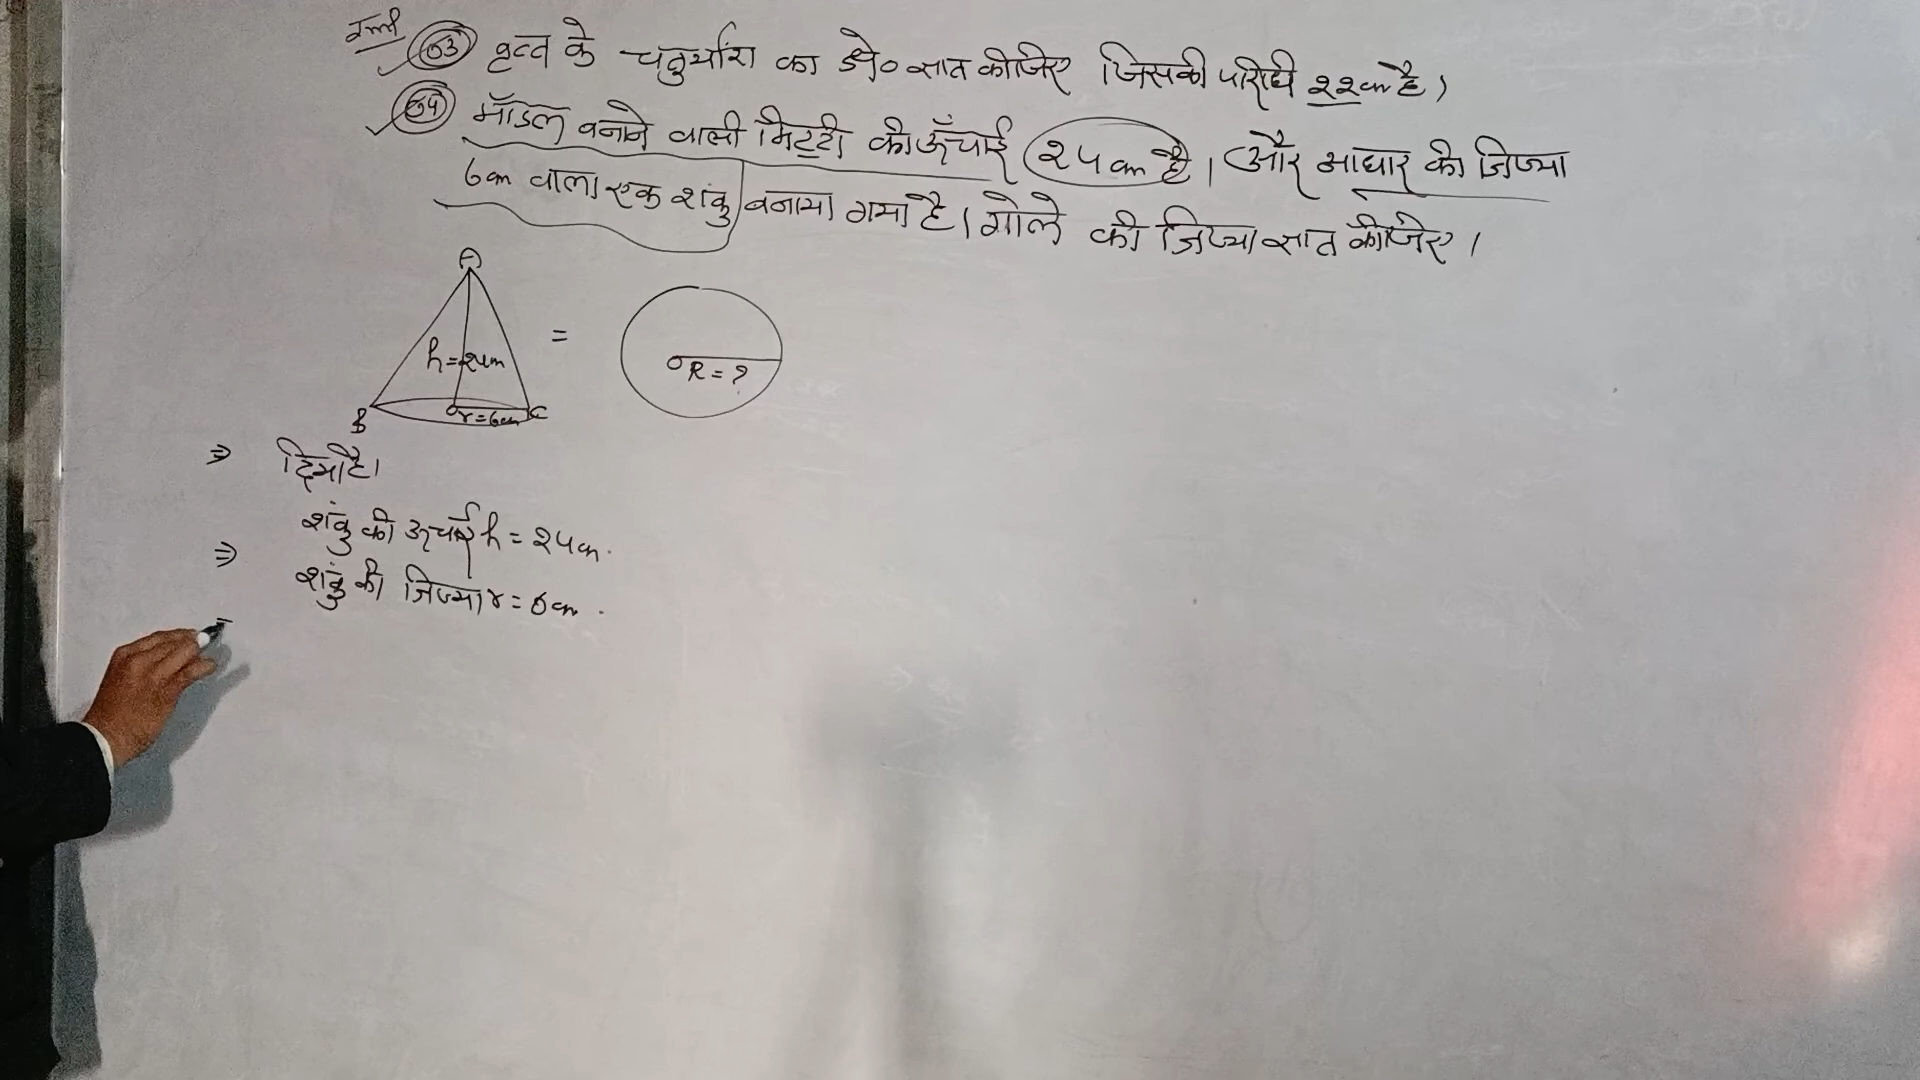 03 वृत्त के चतुर्थांश का क्षे० ज्ञात कीजिए जिसकी परिधी 22cm है।
04 मॉडल बनाने वाली मिट्टी की ऊँचाई 24cm है। और आधार की त्रिज्या
6cm वाला एक शंकु बनाया गया है। गोले की त्रिज्या ज्ञात कीजिए।
A
h=24cm
=
O R=?
B O r=6cm C
⇒ दिया है।
शंकु की ऊचाई h = 24cm.
⇒ शंकु की त्रिज्या r = 6cm.